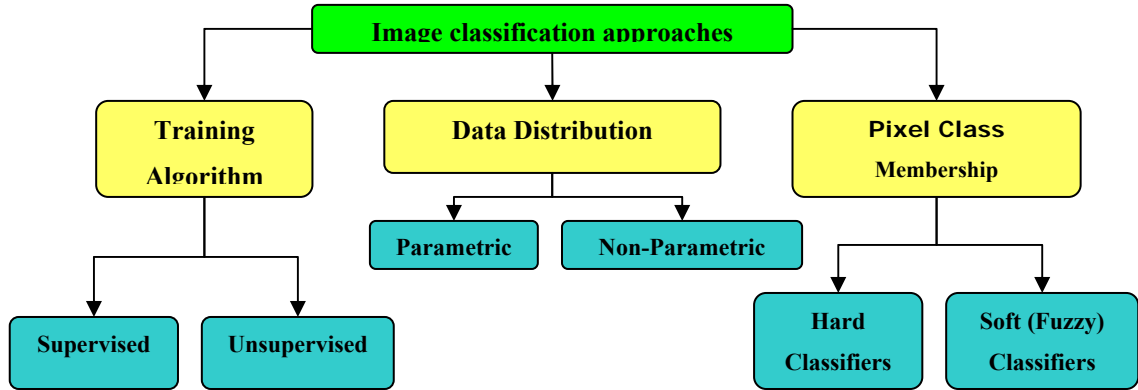 Image classification approaches
Training
Algorithm
Data Distribution
Pixel Class
Membership
Parametric
Non-Parametric
Supervised
Unsupervised
Hard
Classifiers
Soft (Fuzzy)
Classifiers